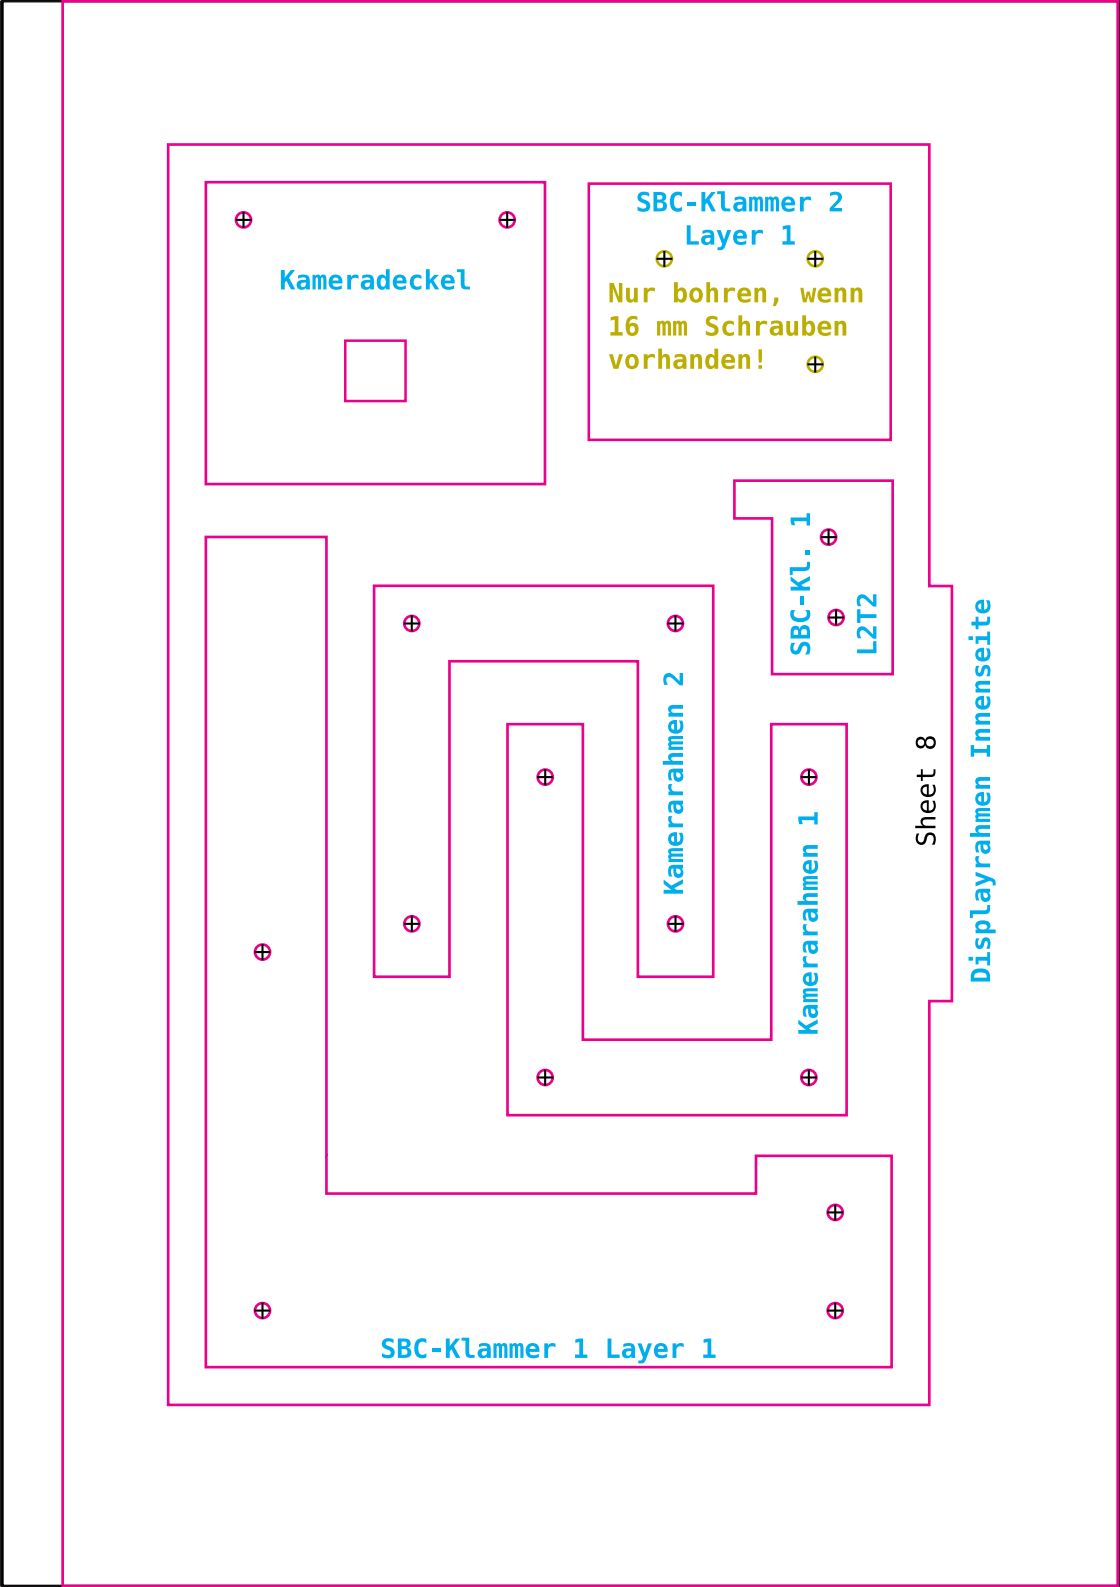 SBC-Klammer 2
Layer 1
Kameradeckel
Nur bohren, wenn
16 mm Schrauben
vorhanden!
SBC-Kl. 1
L2T2
Kamerarahmen 2
Kamerarahmen 1
Sheet 8
Displayrahmen Innenseite
SBC-Klammer 1 Layer 1